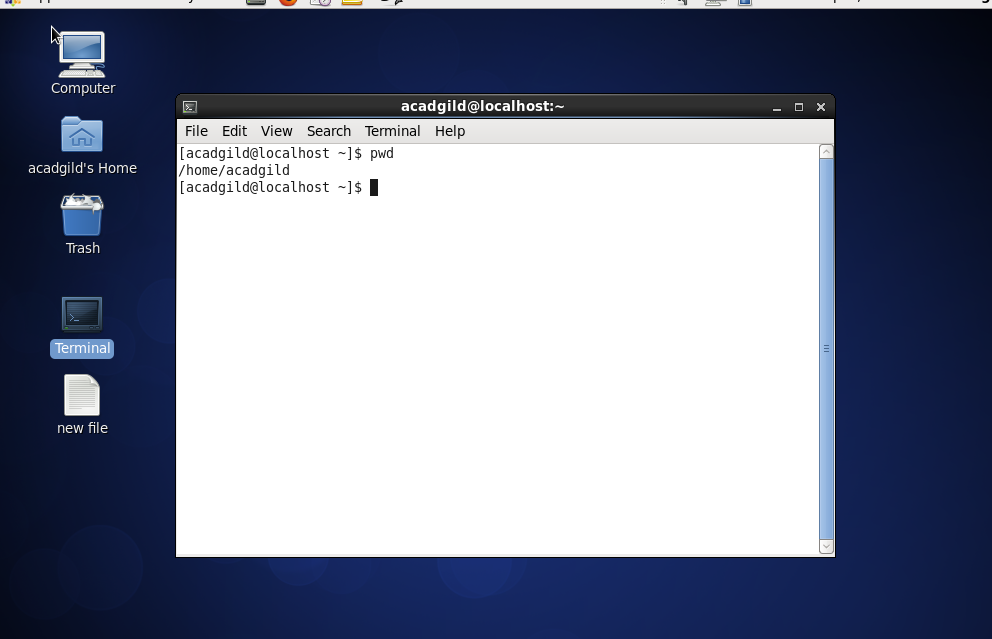 Computer
acadgild's Home
Trash
Terminal
new file
acadgild@localhost:~
File Edit View Search Terminal Help
[acadgild@localhost ~]$ pwd
/home/acadgild
[acadgild@localhost ~]$